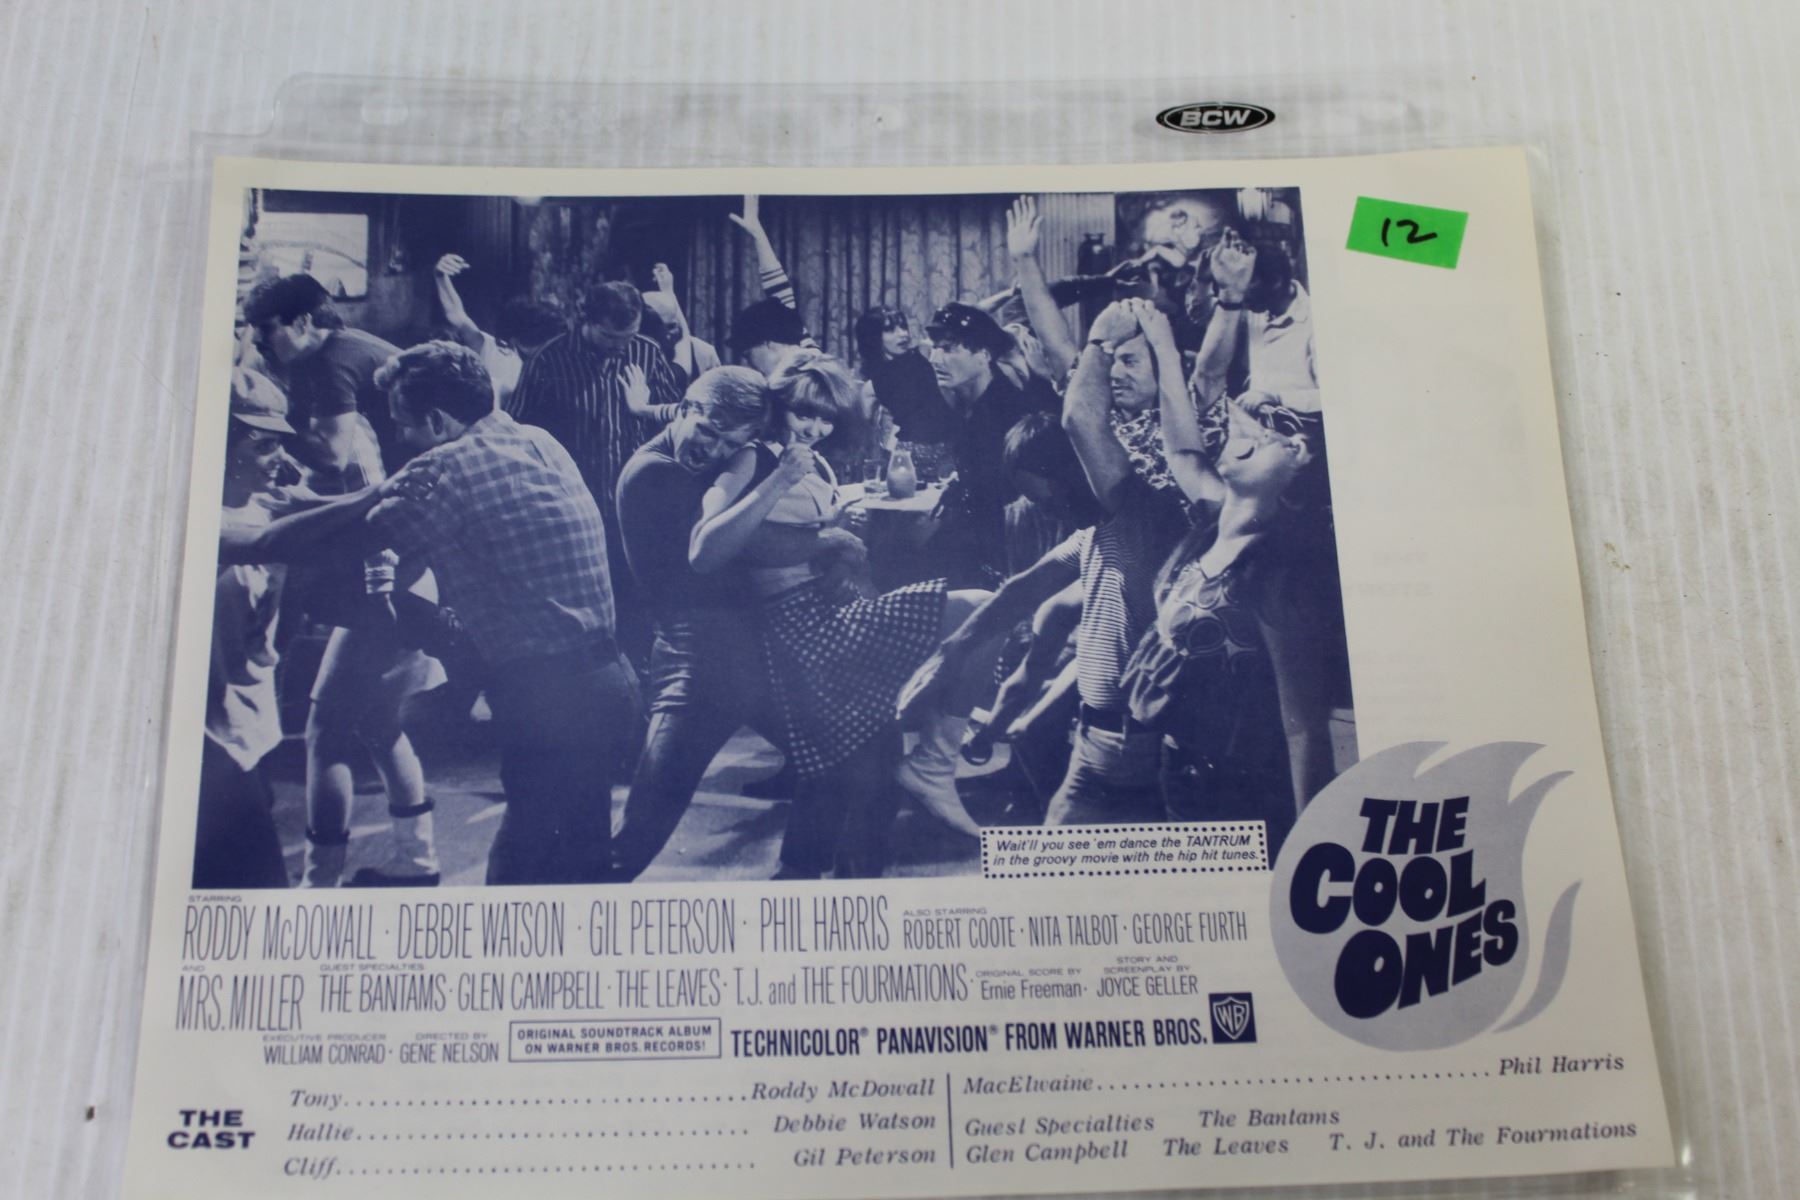 BCW
12
Wait'll you see 'em dance the TANTRUM
in the groovy movie with the hip hit tunes.
THE
COOL
ONES
STARRING
RODDY McDOWALL · DEBBIE WATSON · GIL PETERSON · PHIL HARRIS
ALSO STARRING
ROBERT COOTE · NITA TALBOT · GEORGE FURTH
AND
MRS. MILLER
GUEST SPECIALTIES
THE BANTAMS · GLEN CAMPBELL · THE LEAVES · T.J. and THE FOURMATIONS ·
ORIGINAL SCORE BY
Ernie Freeman ·
STORY AND
SCREENPLAY BY
JOYCE GELLER
EXECUTIVE PRODUCER
WILLIAM CONRAD ·
DIRECTED BY
GENE NELSON
ORIGINAL SOUNDTRACK ALBUM
ON WARNER BROS. RECORDS!
TECHNICOLOR® PANAVISION® FROM WARNER BROS.
WB
THE
CAST
Tony.................................Roddy McDowall
Hallie................................ Debbie Watson
Cliff.................................. Gil Peterson
MacElwaine................................ Phil Harris
Guest Specialties The Bantams
Glen Campbell The Leaves T. J. and The Fourmations